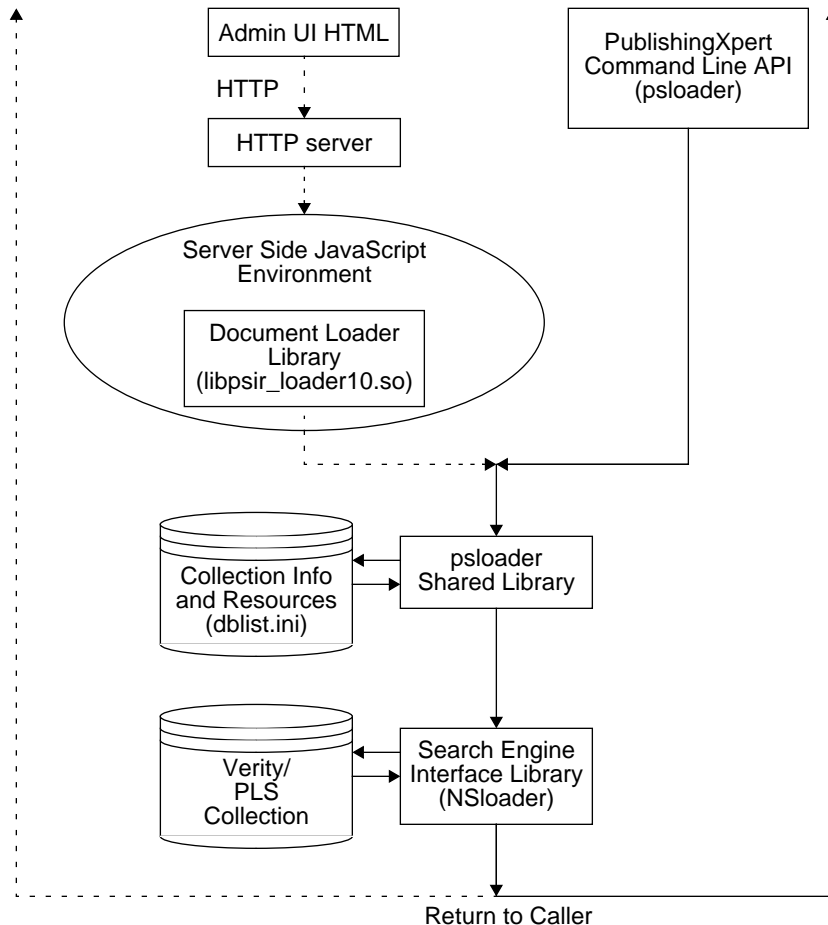 Admin UI HTML
PublishingXpert
Command Line API
(psloader)
HTTP
HTTP server
Server Side JavaScript
Environment
Document Loader
Library
(libpsir_loader10.so)
Collection Info
and Resources
(dblist.ini)
psloader
Shared Library
Verity/
PLS
Collection
Search Engine
Interface Library
(NSloader)
Return to Caller